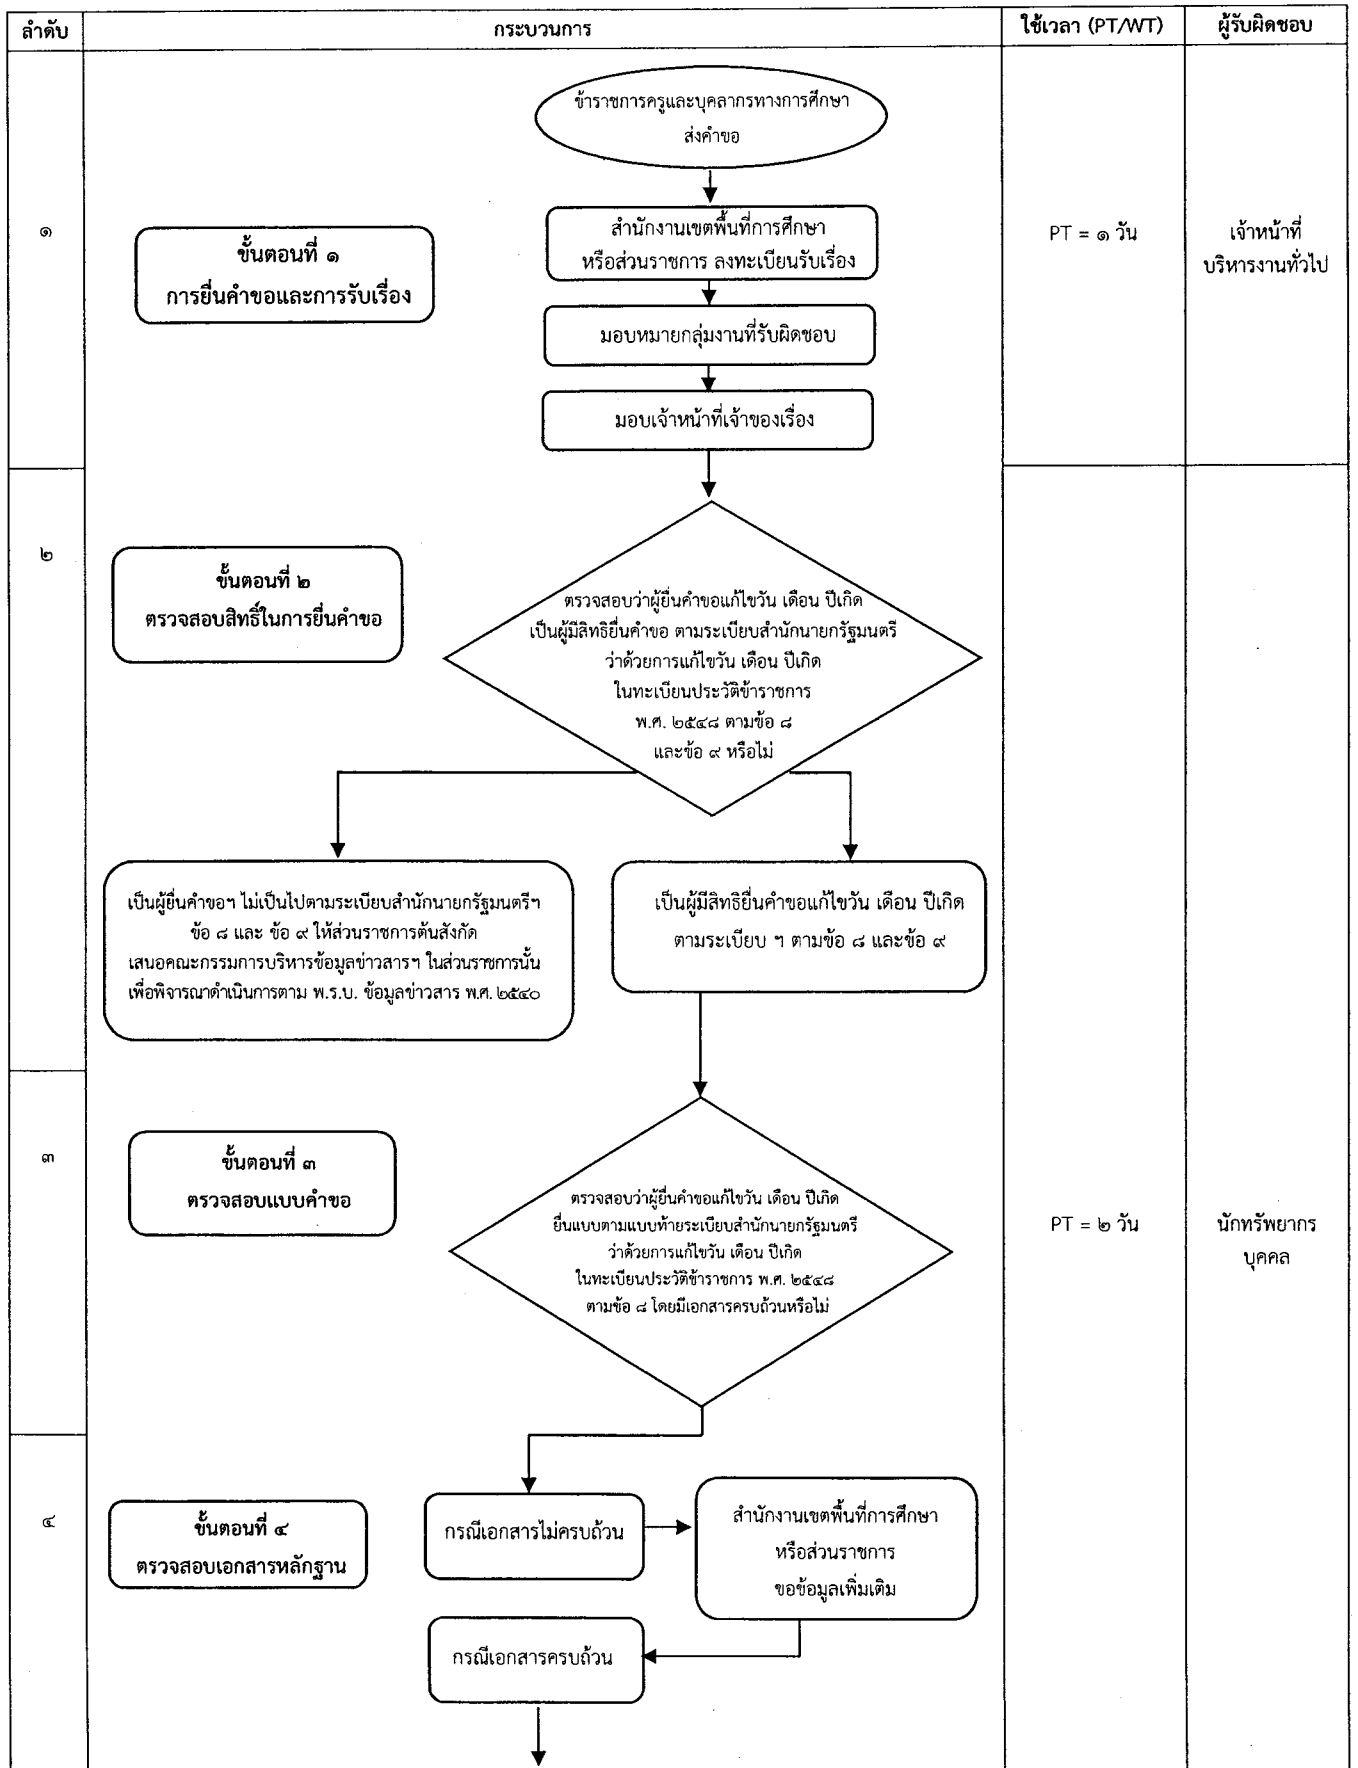 ลำดับ
กระบวนการ
ใช้เวลา (PT/WT)
ผู้รับผิดชอบ
ข้าราชการครูและบุคลากรทางการศึกษา
ส่งคำขอ
๑
ขั้นตอนที่ ๑
การยื่นคำขอและการรับเรื่อง
สำนักงานเขตพื้นที่การศึกษา
หรือส่วนราชการ ลงทะเบียนรับเรื่อง
PT = ๑ วัน
เจ้าหน้าที่
บริหารงานทั่วไป
มอบหมายกลุ่มงานที่รับผิดชอบ
มอบเจ้าหน้าที่เจ้าของเรื่อง
๒
ขั้นตอนที่ ๒
ตรวจสอบสิทธิ์ในการยื่นคำขอ
ตรวจสอบว่าผู้ยื่นคำขอแก้ไขวัน เดือน ปีเกิด
เป็นผู้มีสิทธิยื่นคำขอ ตามระเบียบสำนักนายกรัฐมนตรี
ว่าด้วยการแก้ไขวัน เดือน ปีเกิด
ในทะเบียนประวัติข้าราชการ
พ.ศ. ๒๕๔๘ ตามข้อ ๘
และข้อ ๙ หรือไม่
เป็นผู้ยื่นคำขอฯ ไม่เป็นไปตามระเบียบสำนักนายกรัฐมนตรีฯ
ข้อ ๘ และ ข้อ ๙ ให้ส่วนราชการต้นสังกัด
เสนอคณะกรรมการบริหารข้อมูลข่าวสารฯ ในส่วนราชการนั้น
เพื่อพิจารณาดำเนินการตาม พ.ร.บ. ข้อมูลข่าวสาร พ.ศ. ๒๕๔๐
เป็นผู้มีสิทธิยื่นคำขอแก้ไขวัน เดือน ปีเกิด
ตามระเบียบ ฯ ตามข้อ ๘ และข้อ ๙
๓
ขั้นตอนที่ ๓
ตรวจสอบแบบคำขอ
ตรวจสอบว่าผู้ยื่นคำขอแก้ไขวัน เดือน ปีเกิด
ยื่นแบบตามแบบท้ายระเบียบสำนักนายกรัฐมนตรี
ว่าด้วยการแก้ไขวัน เดือน ปีเกิด
ในทะเบียนประวัติข้าราชการ พ.ศ. ๒๕๔๘
ตามข้อ ๘ โดยมีเอกสารครบถ้วนหรือไม่
PT = ๒ วัน
นักทรัพยากร
บุคคล
๔
ขั้นตอนที่ ๔
ตรวจสอบเอกสารหลักฐาน
กรณีเอกสารไม่ครบถ้วน
สำนักงานเขตพื้นที่การศึกษา
หรือส่วนราชการ
ขอข้อมูลเพิ่มเติม
กรณีเอกสารครบถ้วน